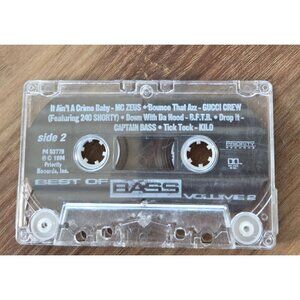 It Ain't A Crime Baby - MC ZEUS • Bounce That Azz - GUCCI CREW
(Featuring 240 SHORTY) • Down With Da Hood - B.F.T.B. • Drop It -
CAPTAIN BASS • Tick Tock - KILO
side 2
P4 53778
℗ © 1994
Priority
Records, Inc.
BEST OF BASS VOLUME 2